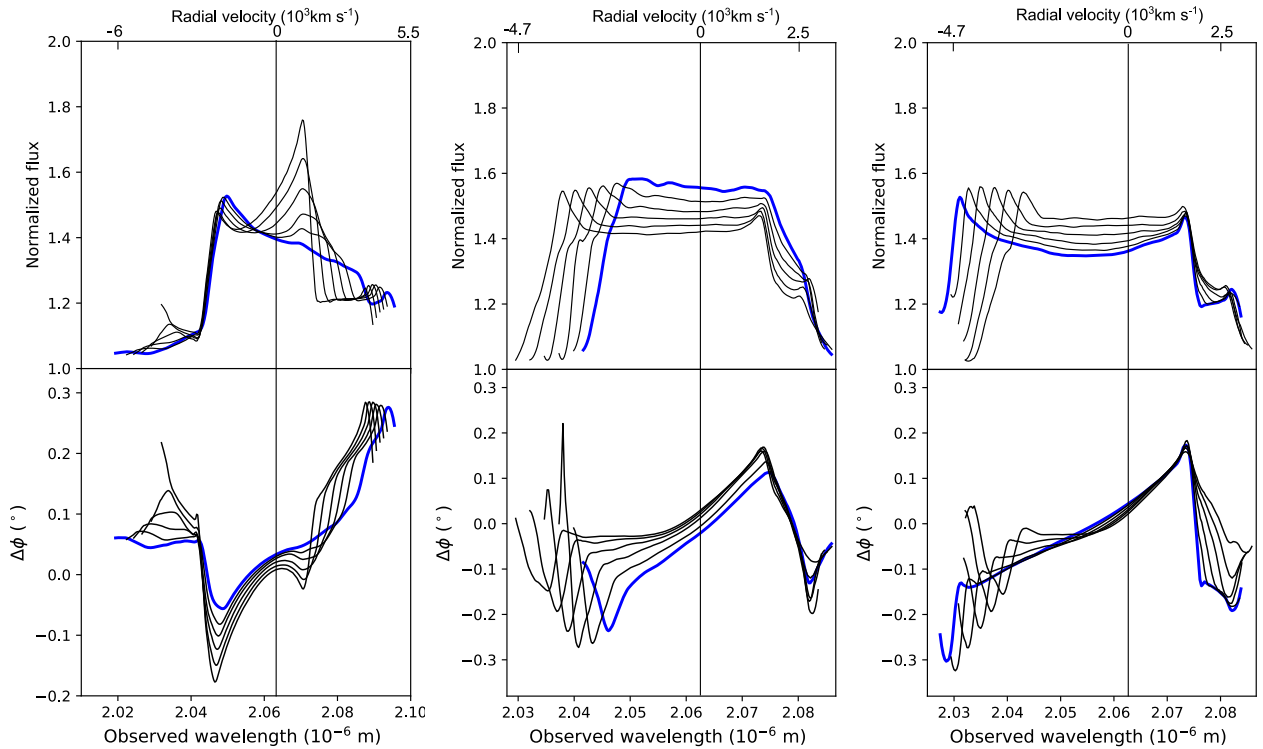 Radial velocity (10³km s⁻¹)
-6 0 5.5
2.0
1.8
1.6
1.4
1.2
1.0
Normalized flux
0.3
0.2
0.1
0.0
−0.1
−0.2
Δϕ (°)
2.02 2.04 2.06 2.08 2.10
Observed wavelength (10⁻⁶ m)
Radial velocity (10³km s⁻¹)
-4.7 0 2.5
2.0
1.8
1.6
1.4
1.2
1.0
Normalized flux
0.3
0.2
0.1
0.0
−0.1
−0.2
−0.3
Δϕ (°)
2.03 2.04 2.05 2.06 2.07 2.08
Observed wavelength (10⁻⁶ m)
Radial velocity (10³km s⁻¹)
-4.7 0 2.5
2.0
1.8
1.6
1.4
1.2
1.0
Normalized flux
0.3
0.2
0.1
0.0
−0.1
−0.2
−0.3
Δϕ (°)
2.03 2.04 2.05 2.06 2.07 2.08
Observed wavelength (10⁻⁶ m)